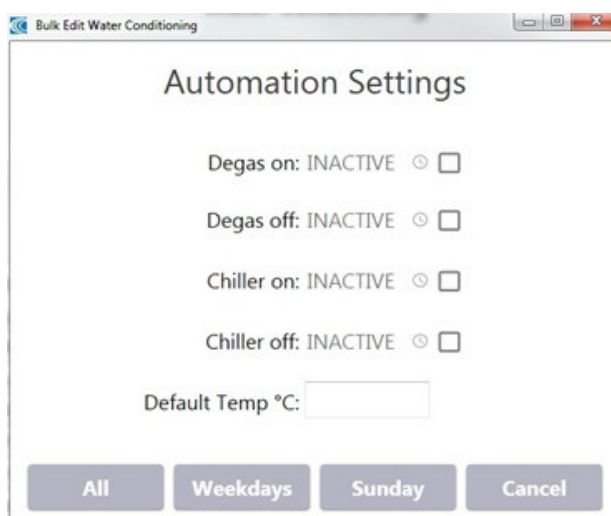 Bulk Edit Water Conditioning
Automation Settings
Degas on: INACTIVE
Degas off: INACTIVE
Chiller on: INACTIVE
Chiller off: INACTIVE
Default Temp °C:
All Weekdays Sunday Cancel